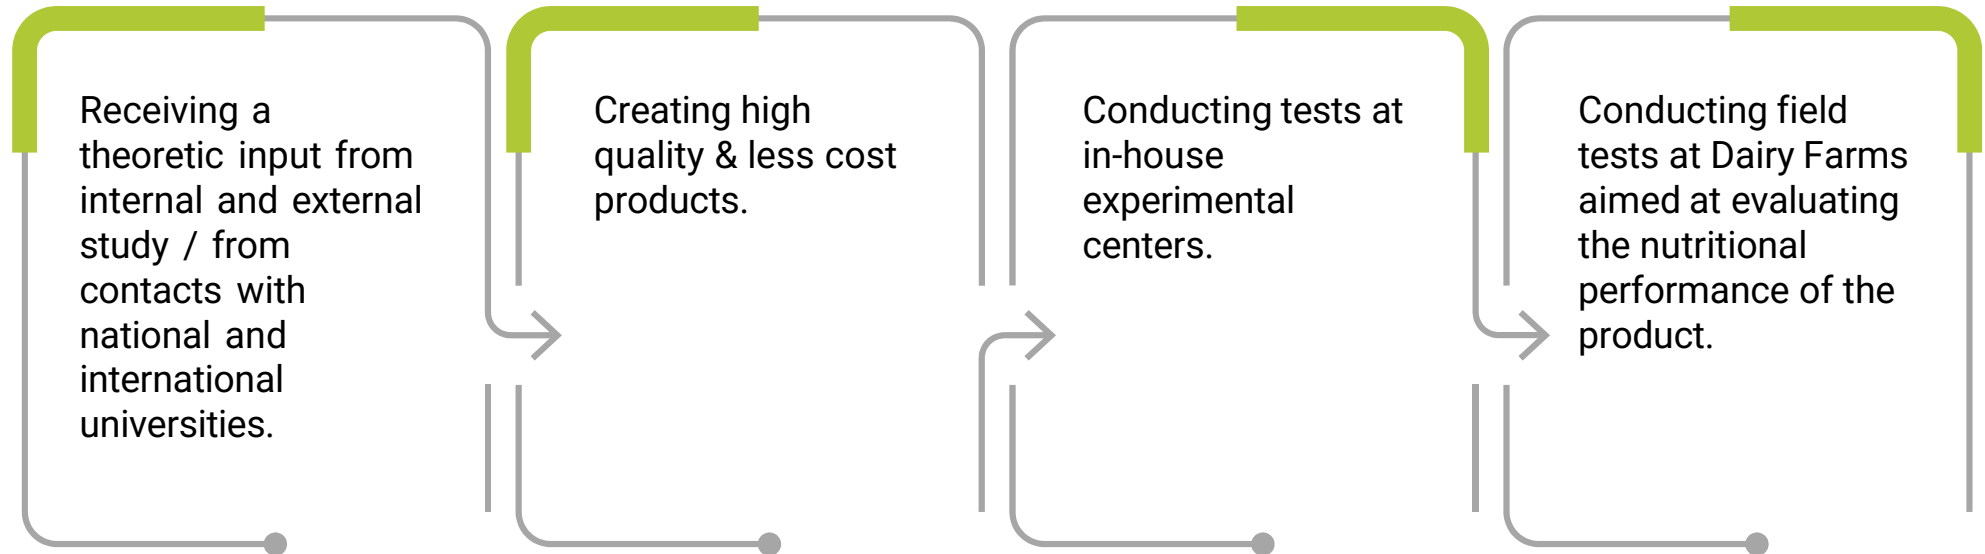 Receiving a
theoretic input from
internal and external
study / from
contacts with
national and
international
universities.
Creating high
quality & less cost
products.
Conducting tests at
in-house
experimental
centers.
Conducting field
tests at Dairy Farms
aimed at evaluating
the nutritional
performance of the
product.